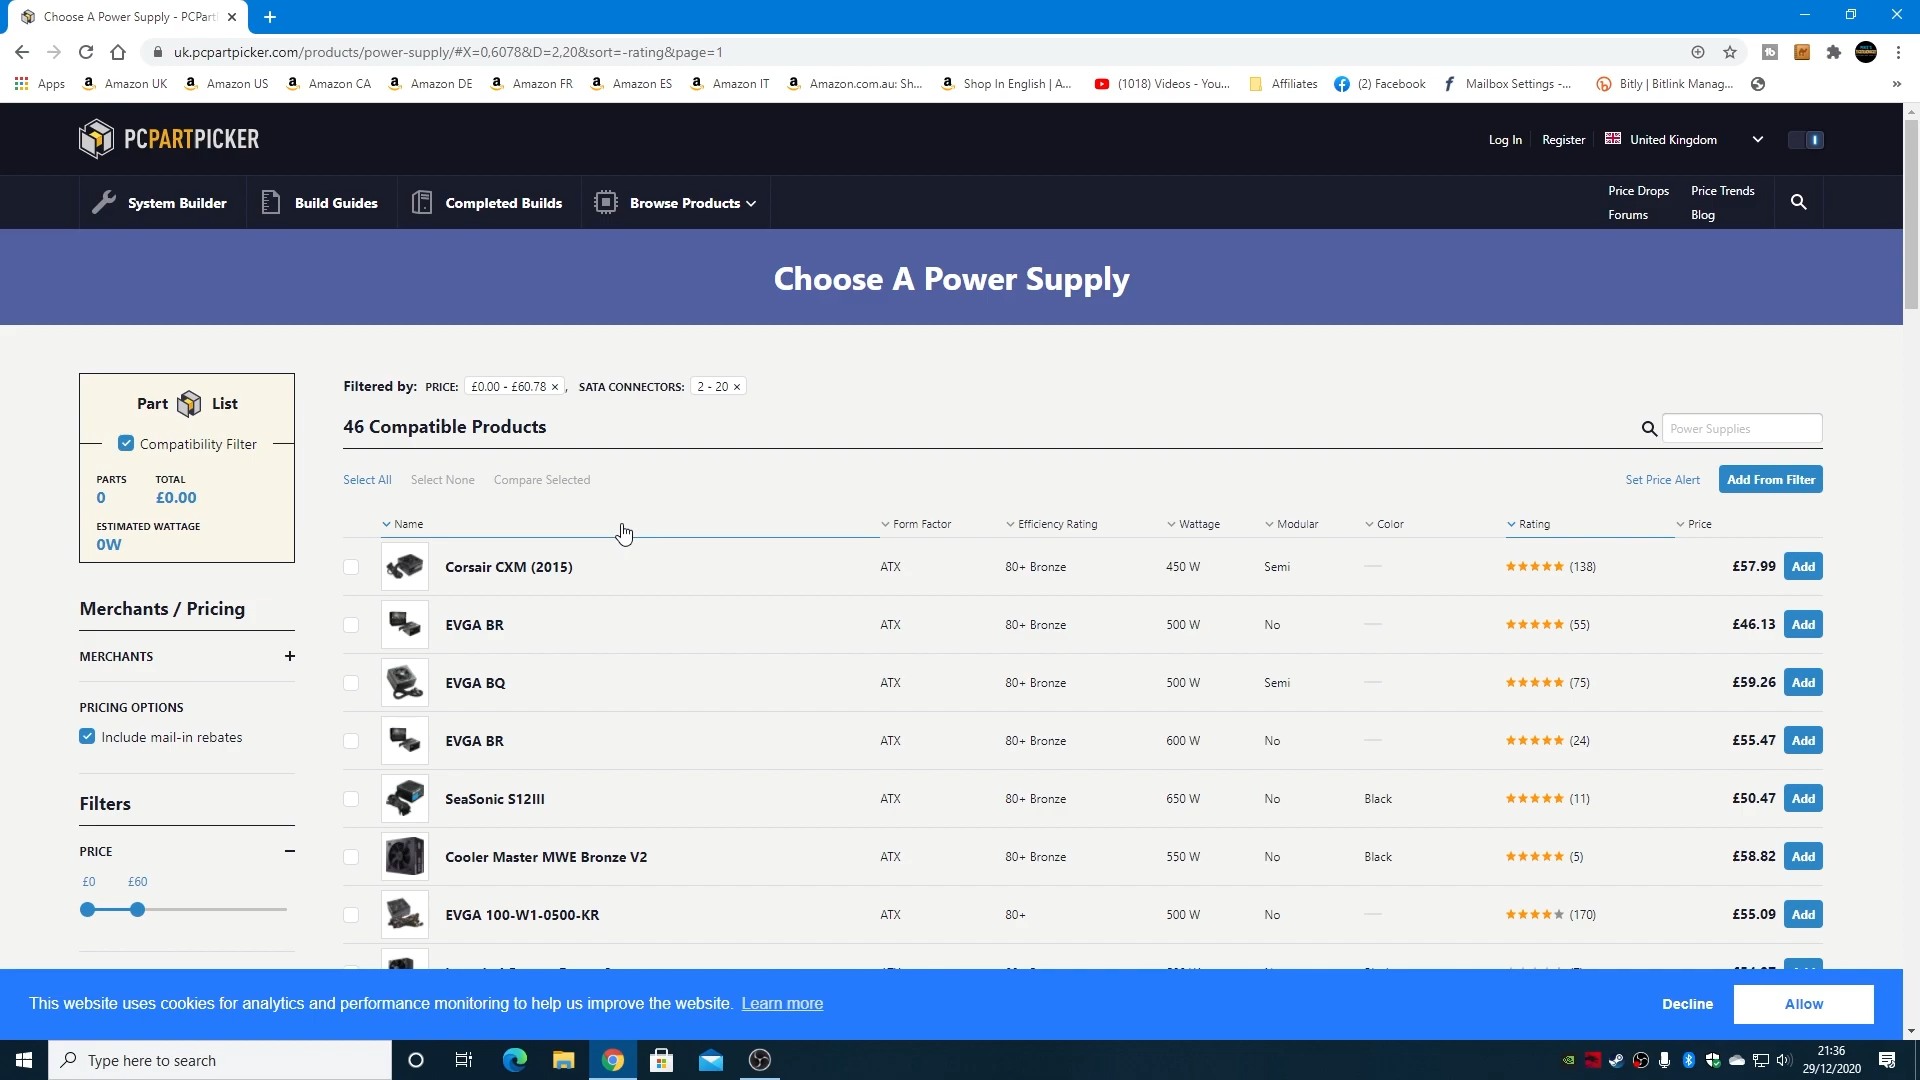 Choose A Power Supply - PCPart
uk.pcpartpicker.com/products/power-supply/#X=0,6078&D=2,20&sort=-rating&page=1
Apps Amazon UK Amazon US Amazon CA Amazon DE Amazon FR Amazon ES Amazon IT Amazon.com.au: Sh... Shop In English | A... (1018) Videos - You... Affiliates (2) Facebook Mailbox Settings -... Bitly | Bitlink Manag... »
PCPARTPICKER
Log In Register United Kingdom
System Builder Build Guides Completed Builds Browse Products
Price Drops Price Trends
Forums Blog
Choose A Power Supply
Part List
Compatibility Filter
PARTS TOTAL
0 £0.00
ESTIMATED WATTAGE
0W
Merchants / Pricing
MERCHANTS +
PRICING OPTIONS
Include mail-in rebates
Filters
PRICE
£0 £60
Filtered by: PRICE: £0.00 - £60.78 ×, SATA CONNECTORS: 2 - 20 ×
46 Compatible Products
Power Supplies
Select All Select None Compare Selected
Set Price Alert Add From Filter
Name Form Factor Efficiency Rating Wattage Modular Color Rating Price
Corsair CXM (2015) ATX 80+ Bronze 450 W Semi (138) £57.99 Add
EVGA BR ATX 80+ Bronze 500 W No (55) £46.13 Add
EVGA BQ ATX 80+ Bronze 500 W Semi (75) £59.26 Add
EVGA BR ATX 80+ Bronze 600 W No (24) £55.47 Add
SeaSonic S12III ATX 80+ Bronze 650 W No Black (11) £50.47 Add
Cooler Master MWE Bronze V2 ATX 80+ Bronze 550 W No Black (5) £58.82 Add
EVGA 100-W1-0500-KR ATX 80+ 500 W No (170) £55.09 Add
This website uses cookies for analytics and performance monitoring to help us improve the website. Learn more
Decline Allow
Type here to search
21:36
29/12/2020